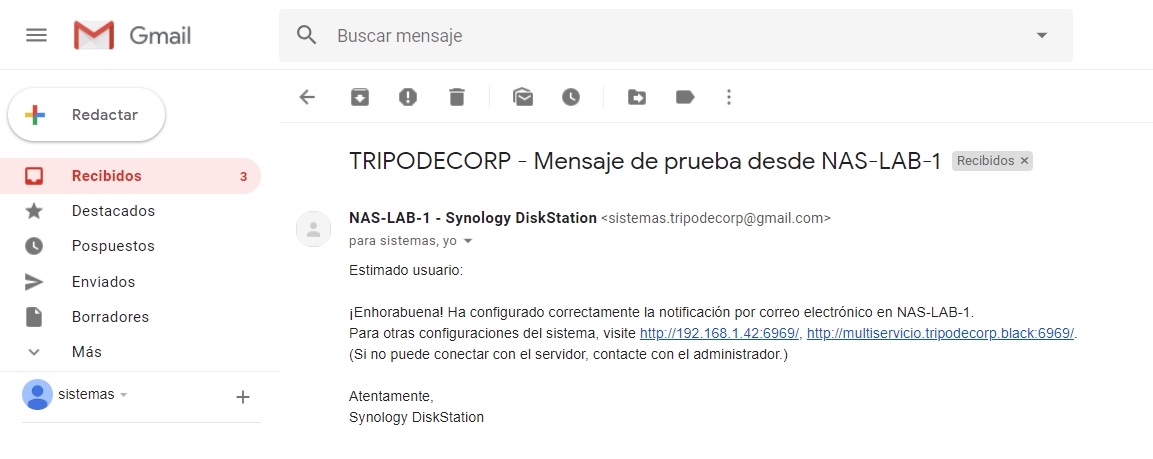 Gmail
Buscar mensaje
Redactar
Recibidos 3
Destacados
Pospuestos
Enviados
Borradores
Más
sistemas
TRIPODECORP - Mensaje de prueba desde NAS-LAB-1 Recibidos ×
NAS-LAB-1 - Synology DiskStation <sistemas.tripodecorp@gmail.com>
para sistemas, yo
Estimado usuario:
¡Enhorabuena! Ha configurado correctamente la notificación por correo electrónico en NAS-LAB-1.
Para otras configuraciones del sistema, visite http://192.168.1.42:6969/, http://multiservicio.tripodecorp.black:6969/.
(Si no puede conectar con el servidor, contacte con el administrador.)
Atentamente,
Synology DiskStation